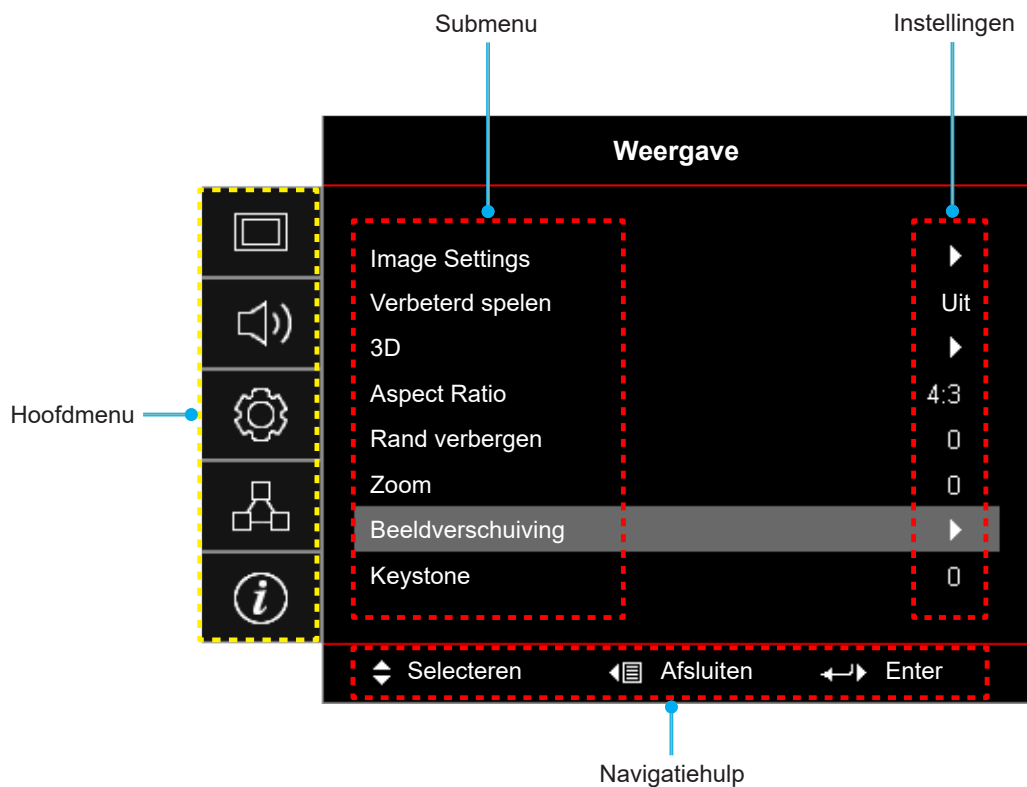 Submenu
Instellingen
Weergave
Image Settings
Verbeterd spelen Uit
3D
Aspect Ratio 4:3
Hoofdmenu
Rand verbergen 0
Zoom 0
Beeldverschuiving
Keystone 0
i
Selecteren Afsluiten Enter
Navigatiehulp